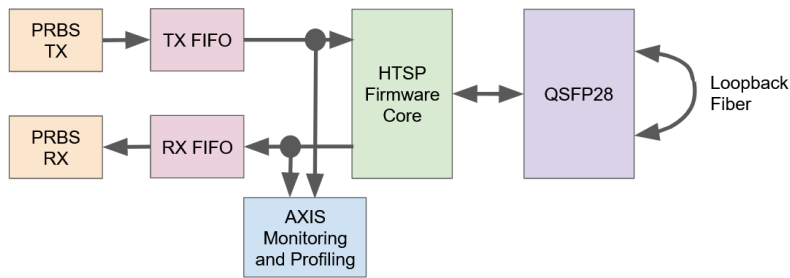 PRBS
TX
TX FIFO
HTSP
Firmware
Core
QSFP28
Loopback
Fiber
PRBS
RX
RX FIFO
AXIS
Monitoring
and Profiling